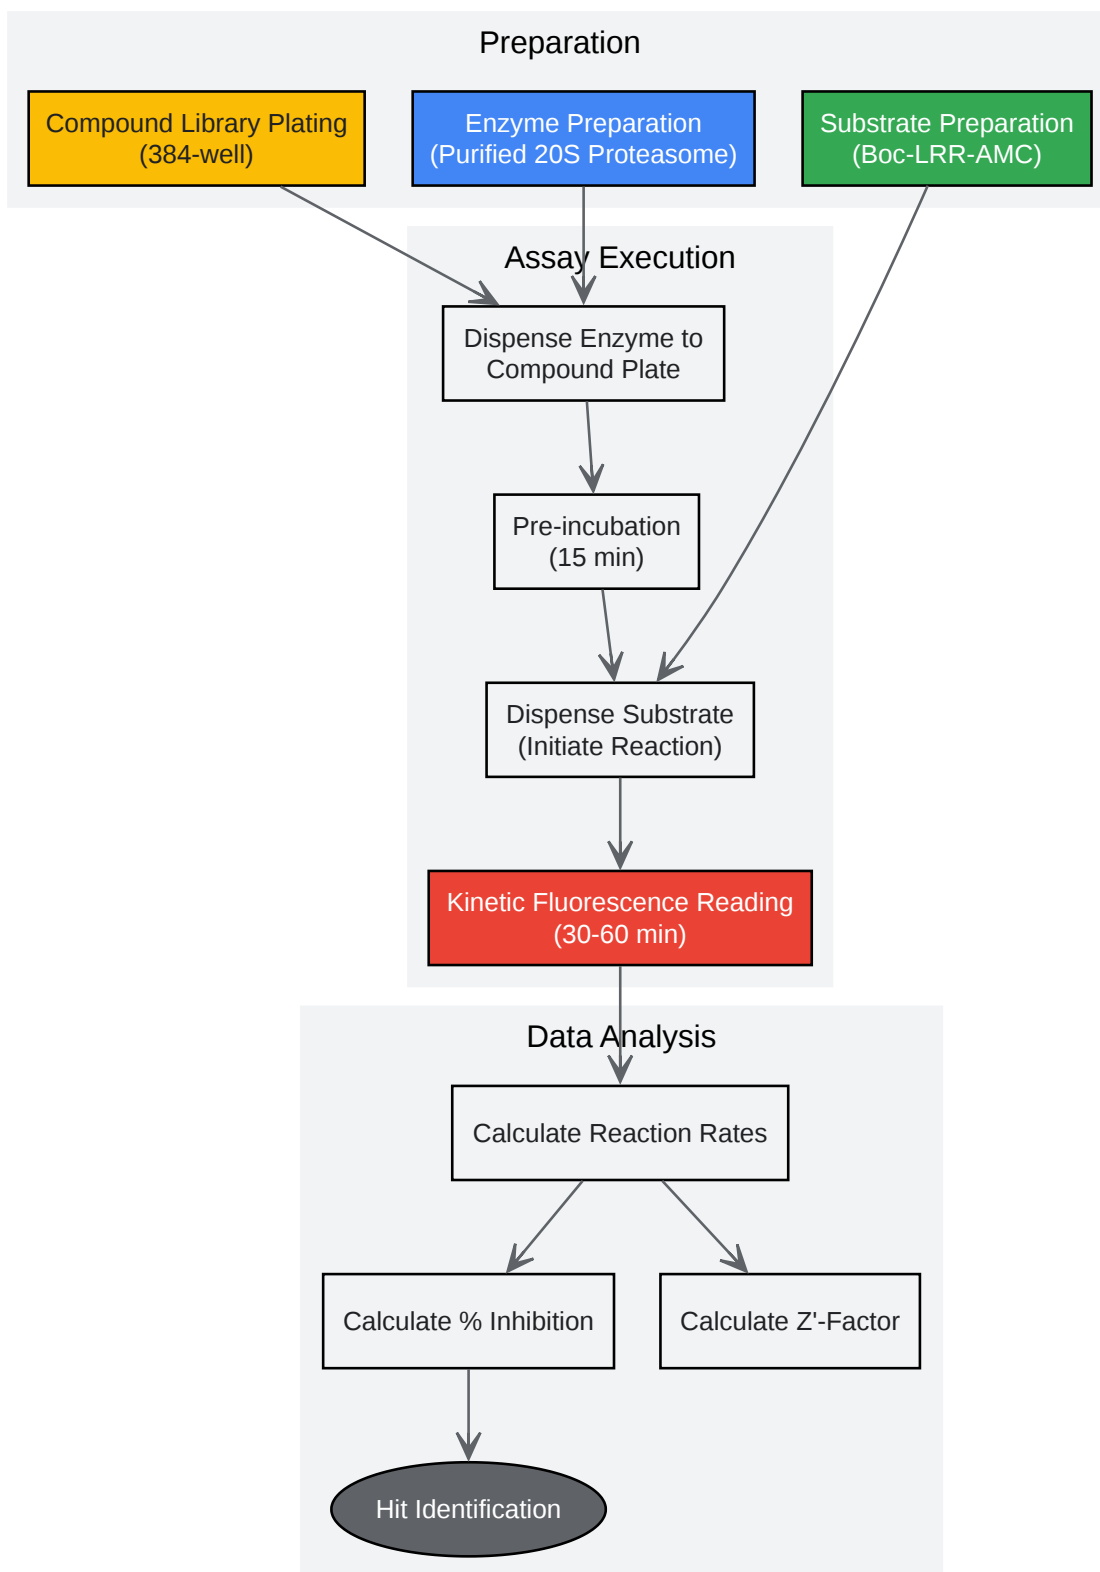 Preparation
Compound Library Plating
(384-well)
Enzyme Preparation
(Purified 20S Proteasome)
Substrate Preparation
(Boc-LRR-AMC)
Assay Execution
Dispense Enzyme to
Compound Plate
Pre-incubation
(15 min)
Dispense Substrate
(Initiate Reaction)
Kinetic Fluorescence Reading
(30-60 min)
Data Analysis
Calculate Reaction Rates
Calculate % Inhibition
Calculate Z'-Factor
Hit Identification